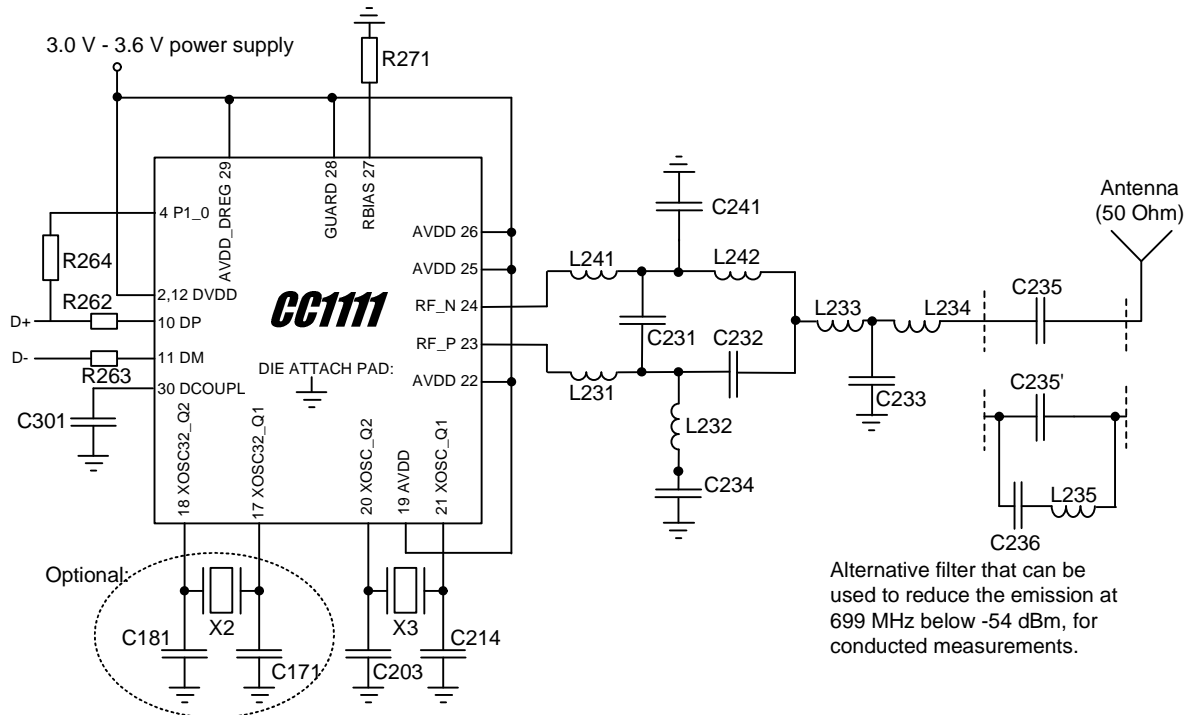 3.0 V - 3.6 V power supply
R271
AVDD_DREG 29
GUARD 28
RBIAS 27
4 P1_0
R264
2,12 DVDD
R262
D+
10 DP
D-
11 DM
R263
30 DCOUPL
C301
CC1111
DIE ATTACH PAD:
AVDD 26
AVDD 25
RF_N 24
RF_P 23
AVDD 22
18 XOSC32_Q2
17 XOSC32_Q1
20 XOSC_Q2
19 AVDD
21 XOSC_Q1
Optional:
X2
C181
C171
X3
C203
C214
C241
L241
L242
C231
C232
L231
L232
C234
L233
L234
C233
C235
Antenna
(50 Ohm)
C235'
L235
C236
Alternative filter that can be
used to reduce the emission at
699 MHz below -54 dBm, for
conducted measurements.